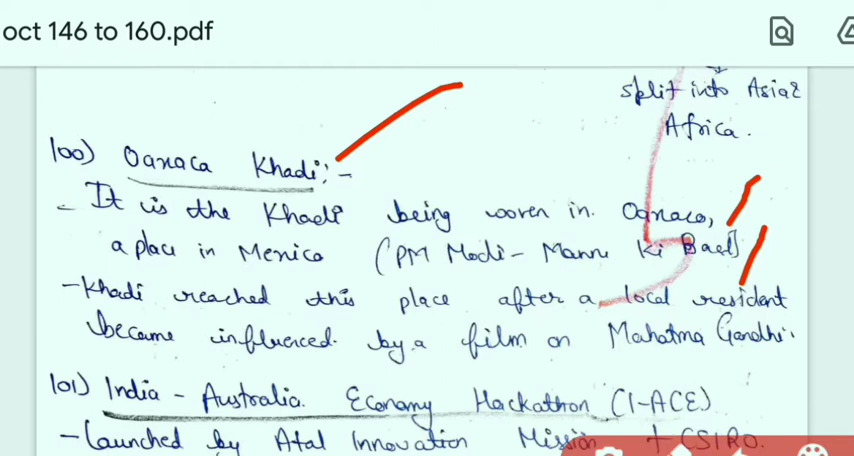 oct 146 to 160.pdf
split into Asia &
Africa.
100) Oanaca Khadi:-
- It is the Khadi being woven in Oanaco,
a place in Mexico (PM Modi - Mann Ki Baat)
- Khadi reached this place after a local resident
became influenced by a film on Mahatma Gandhi.
101) India - Australia Economy Hackathon (I-ACE)
- Launched by Atal Innovation Mission + CSIRO.